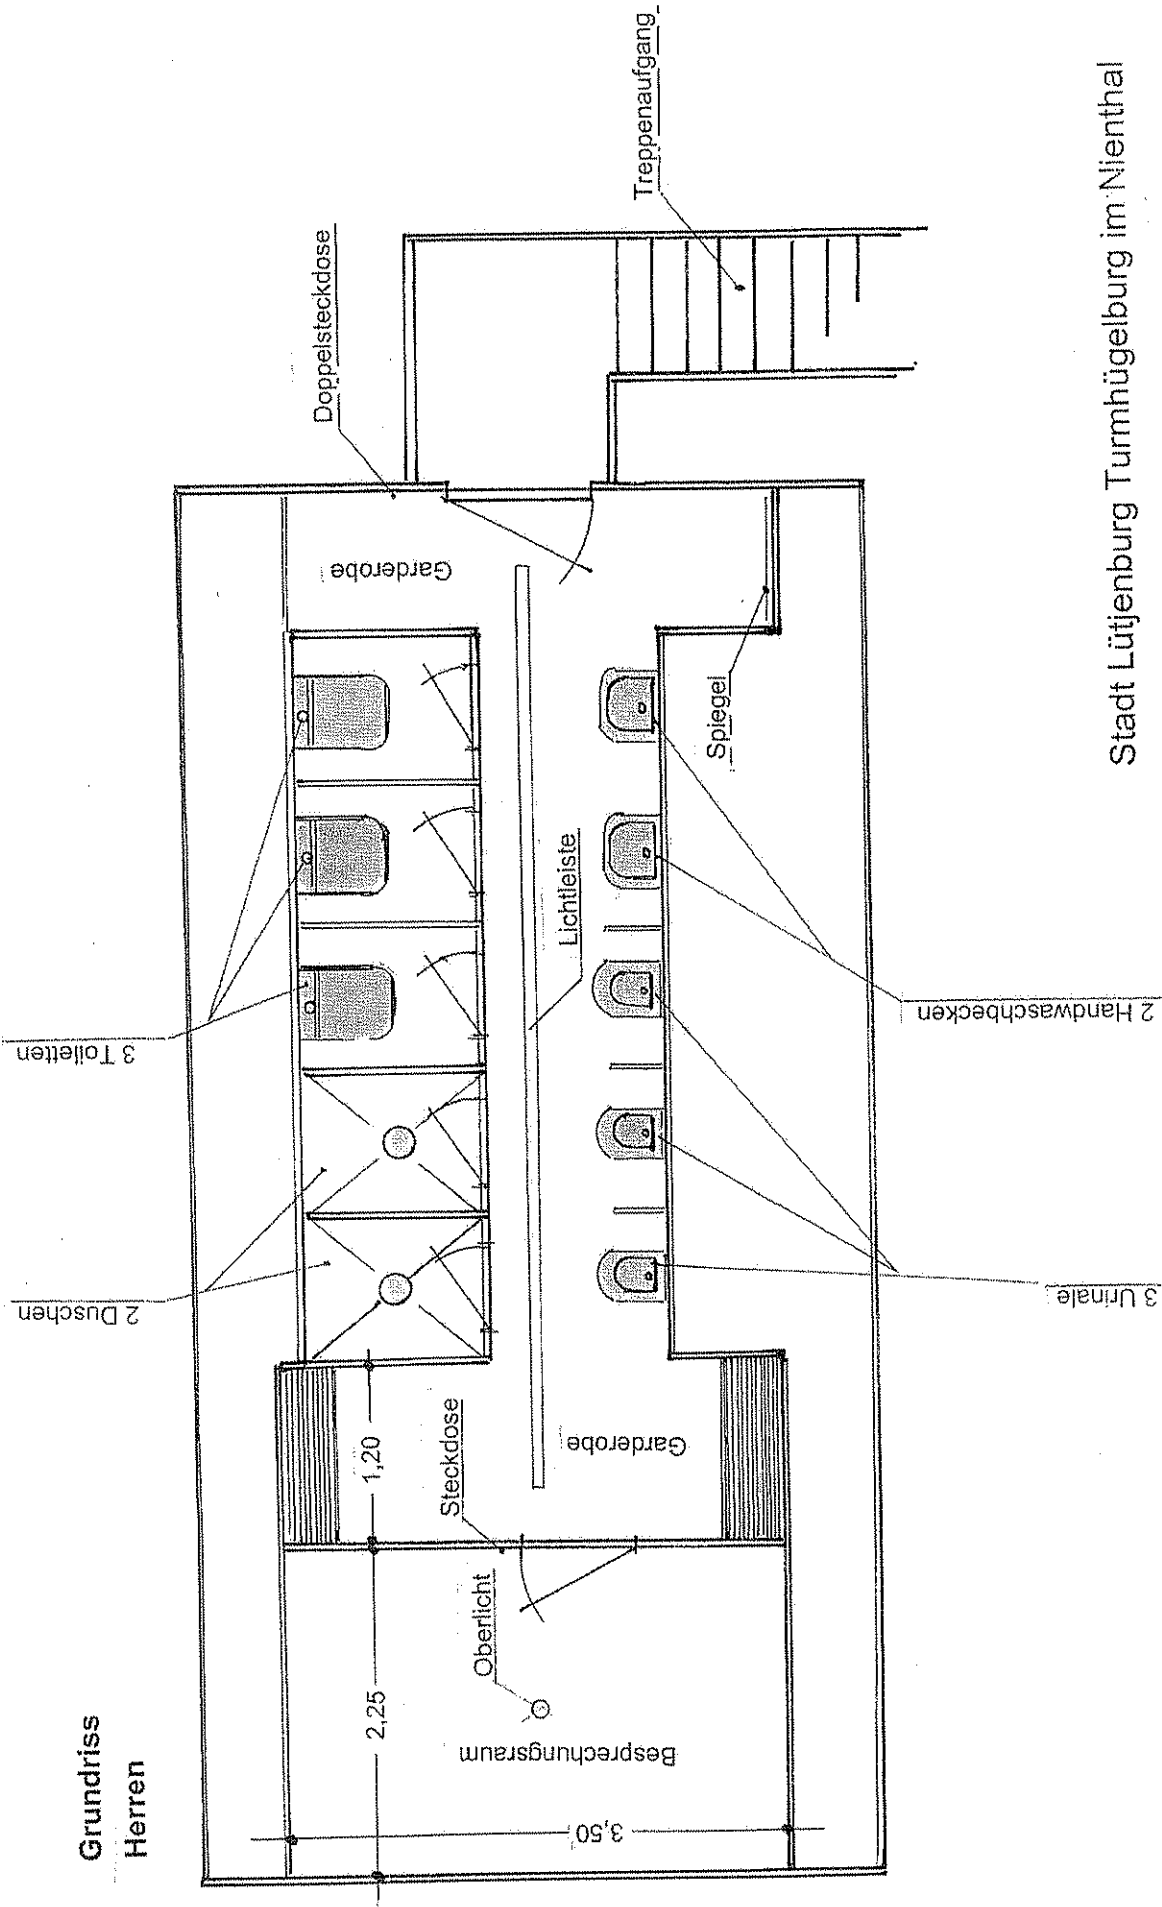 Grundriss
Herren
2 Duschen
3 Toiletten
Doppelsteckdose
Treppenaufgang
Garderobe
1,20
2,25
Steckdose
Oberlicht
Besprechungsraum
3,50
Garderobe
Lichtleiste
Spiegel
3 Urinale
2 Handwaschbecken
Stadt Lütjenburg Turmhügelburg im Nienthal